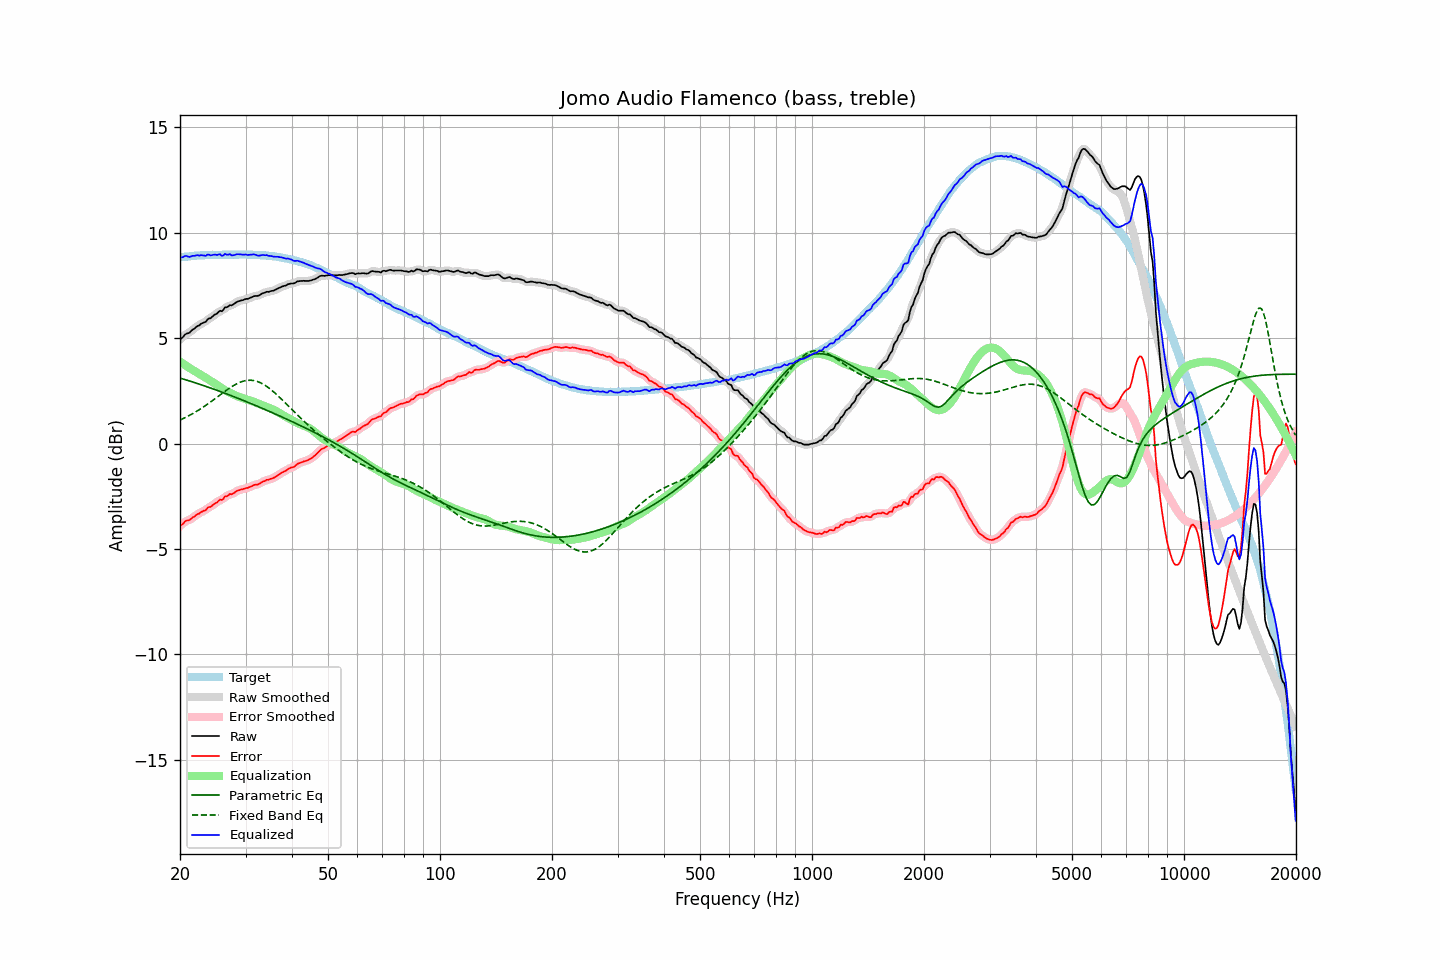 Jomo Audio Flamenco (bass, treble)
Amplitude (dBr)
15
10
5
0
−5
−10
−15
Target
Raw Smoothed
Error Smoothed
Raw
Error
Equalization
Parametric Eq
Fixed Band Eq
Equalized
20 50 100 200 500 1000 2000 5000 10000 20000
Frequency (Hz)